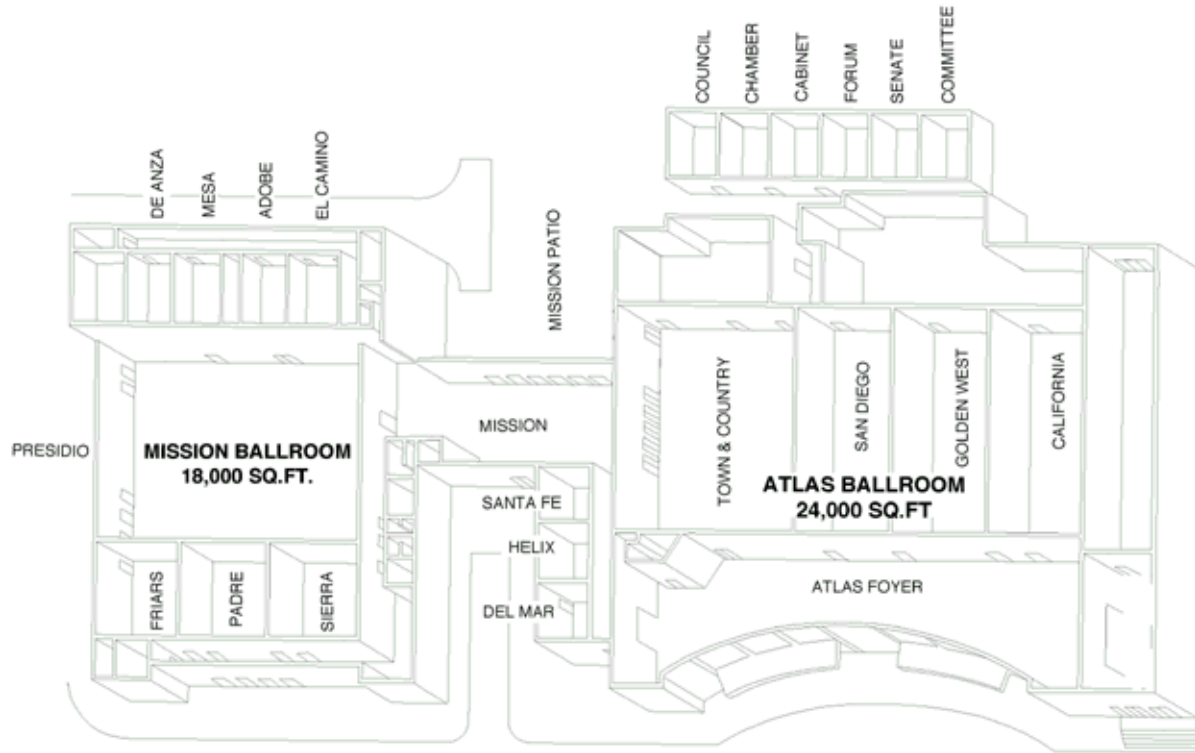 COUNCIL
CHAMBER
CABINET
FORUM
SENATE
COMMITTEE
DE ANZA
MESA
ADOBE
EL CAMINO
MISSION PATIO
PRESIDIO
MISSION BALLROOM
18,000 SQ.FT.
MISSION
TOWN & COUNTRY
SAN DIEGO
GOLDEN WEST
CALIFORNIA
ATLAS BALLROOM
24,000 SQ.FT
SANTA FE
HELIX
DEL MAR
FRIARS
PADRE
SIERRA
ATLAS FOYER